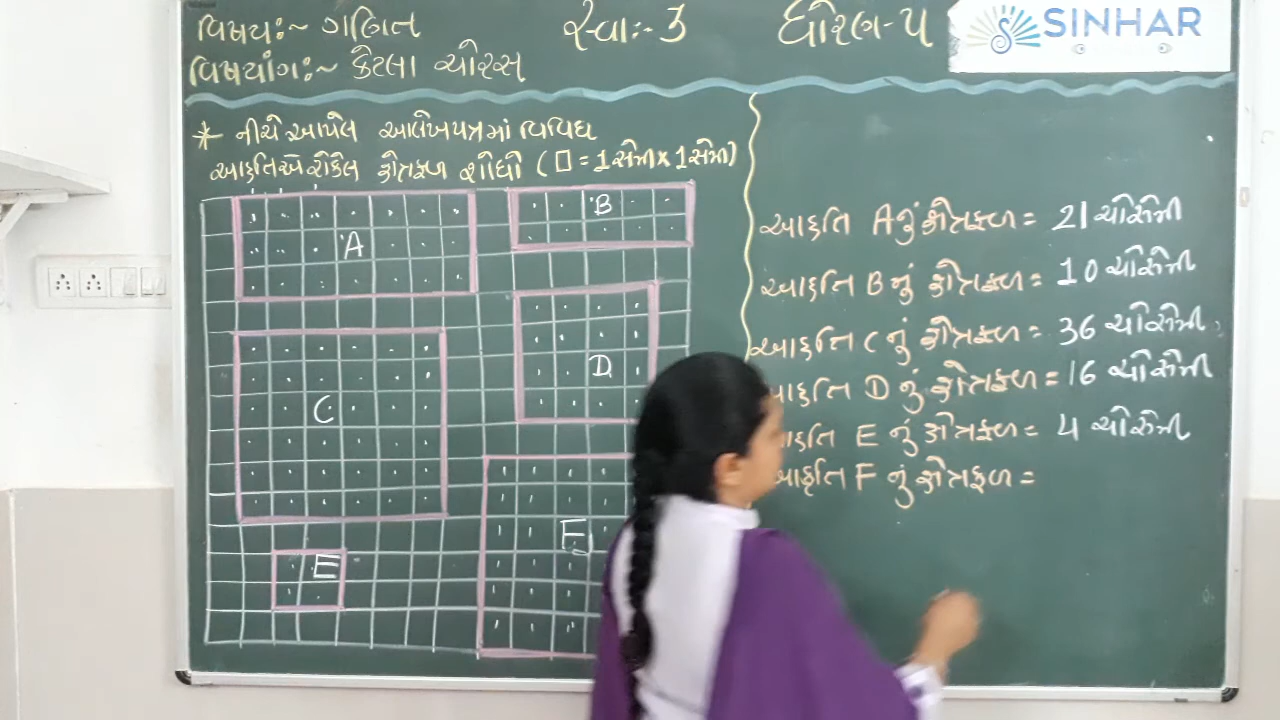 વિષય:~ ગણિત સ્વા:-3 ધોરણ-૫
SINHAR
વિષયાંગ:~ કેટલા ચોરસ
* નીચે આપેલ આલેખપત્રમાં વિવિધ
આકૃતિએ રોકેલ ક્ષેત્રફળ શોધો (□ = 1 સેમી x 1 સેમી)
A
B
C
D
E
F
આકૃતિ A નું ક્ષેત્રફળ = 21 ચોસેમી
આકૃતિ B નું ક્ષેત્રફળ = 10 ચોસેમી
આકૃતિ C નું ક્ષેત્રફળ = 36 ચોસેમી
આકૃતિ D નું ક્ષેત્રફળ = 16 ચોસેમી
આકૃતિ E નું ક્ષેત્રફળ = 4 ચોસેમી
આકૃતિ F નું ક્ષેત્રફળ =